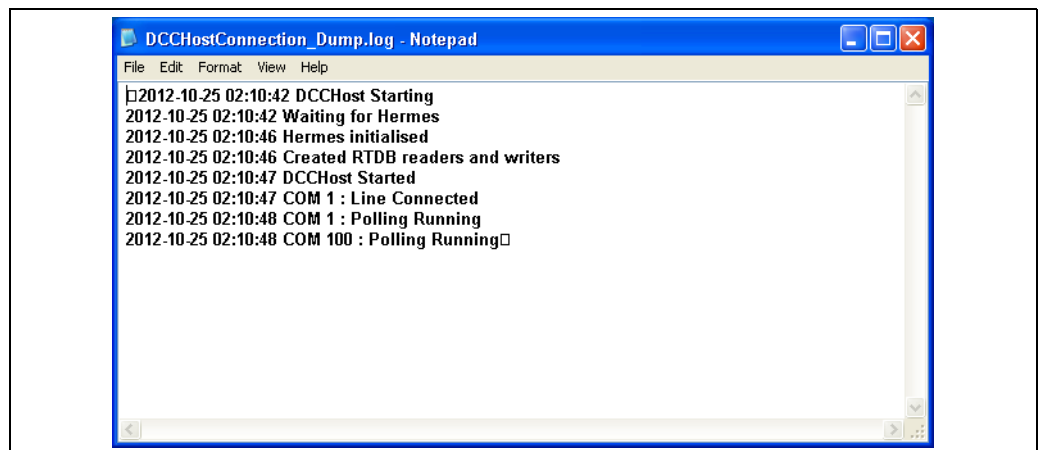 DCCHostConnection_Dump.log - Notepad
File Edit Format View Help
□2012-10-25 02:10:42 DCCHost Starting
2012-10-25 02:10:42 Waiting for Hermes
2012-10-25 02:10:46 Hermes initialised
2012-10-25 02:10:46 Created RTDB readers and writers
2012-10-25 02:10:47 DCCHost Started
2012-10-25 02:10:47 COM 1 : Line Connected
2012-10-25 02:10:48 COM 1 : Polling Running
2012-10-25 02:10:48 COM 100 : Polling Running□